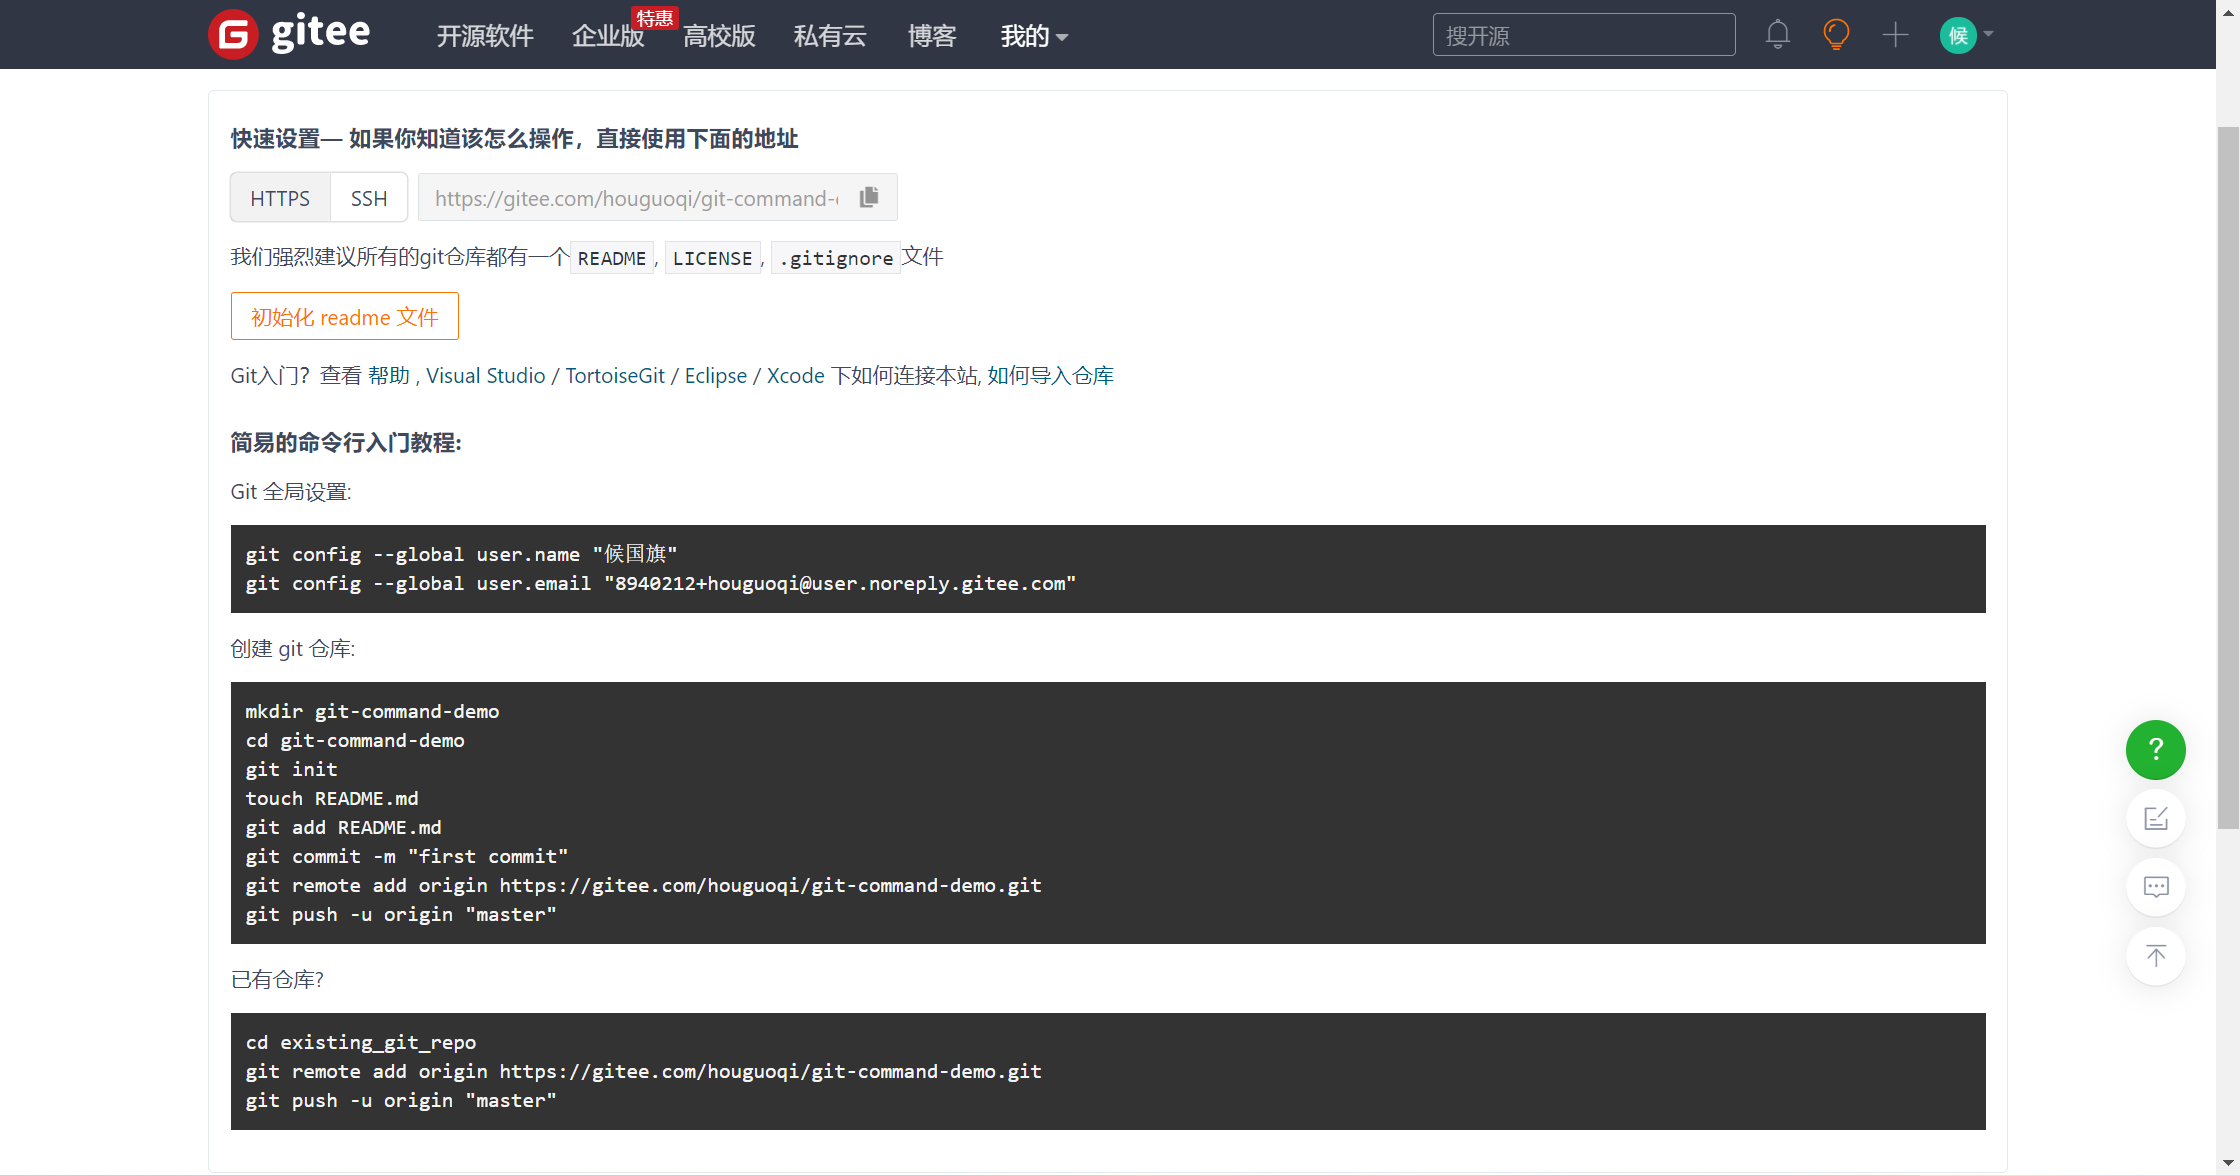 gitee 开源软件 企业版 特惠 高校版 私有云 博客 我的 搜开源 候
快速设置— 如果你知道该怎么操作，直接使用下面的地址
HTTPS SSH https://gitee.com/houguoqi/git-command-
我们强烈建议所有的git仓库都有一个 README , LICENSE , .gitignore 文件
初始化 readme 文件
Git入门？查看 帮助 , Visual Studio / TortoiseGit / Eclipse / Xcode 下如何连接本站, 如何导入仓库
简易的命令行入门教程:
Git 全局设置:
git config --global user.name "候国旗"
git config --global user.email "8940212+houguoqi@user.noreply.gitee.com"
创建 git 仓库:
mkdir git-command-demo
cd git-command-demo
git init
touch README.md
git add README.md
git commit -m "first commit"
git remote add origin https://gitee.com/houguoqi/git-command-demo.git
git push -u origin "master"
已有仓库?
cd existing_git_repo
git remote add origin https://gitee.com/houguoqi/git-command-demo.git
git push -u origin "master"